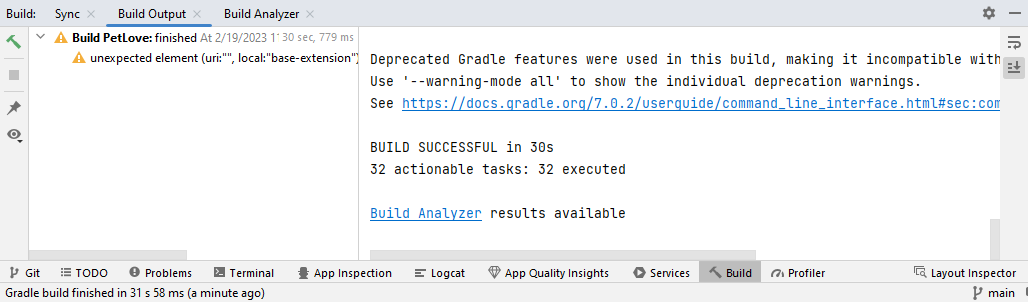 Build: Sync Build Output Build Analyzer
Build PetLove: finished At 2/19/2023 1 30 sec, 779 ms
unexpected element (uri:"", local:"base-extension")
Deprecated Gradle features were used in this build, making it incompatible with
Use '--warning-mode all' to show the individual deprecation warnings.
See https://docs.gradle.org/7.0.2/userguide/command_line_interface.html#sec:com
BUILD SUCCESSFUL in 30s
32 actionable tasks: 32 executed
Build Analyzer results available
Git TODO Problems Terminal App Inspection Logcat App Quality Insights Services Build Profiler Layout Inspector
Gradle build finished in 31 s 58 ms (a minute ago) main